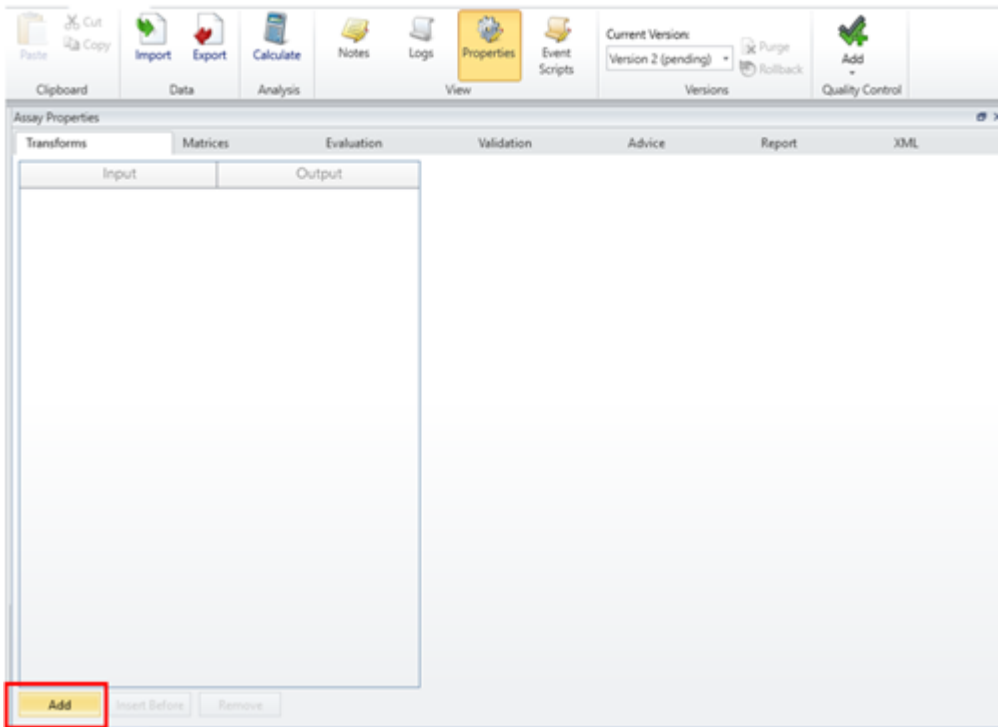 Paste
Cut
Copy
Clipboard
Import
Export
Data
Calculate
Analysis
Notes
Logs
Properties
Event
Scripts
View
Current Version:
Version 2 (pending)
Purge
Rollback
Versions
Add
Quality Control
Assay Properties
Transforms Matrices Evaluation Validation Advice Report XML
Input Output
Add Insert Before Remove